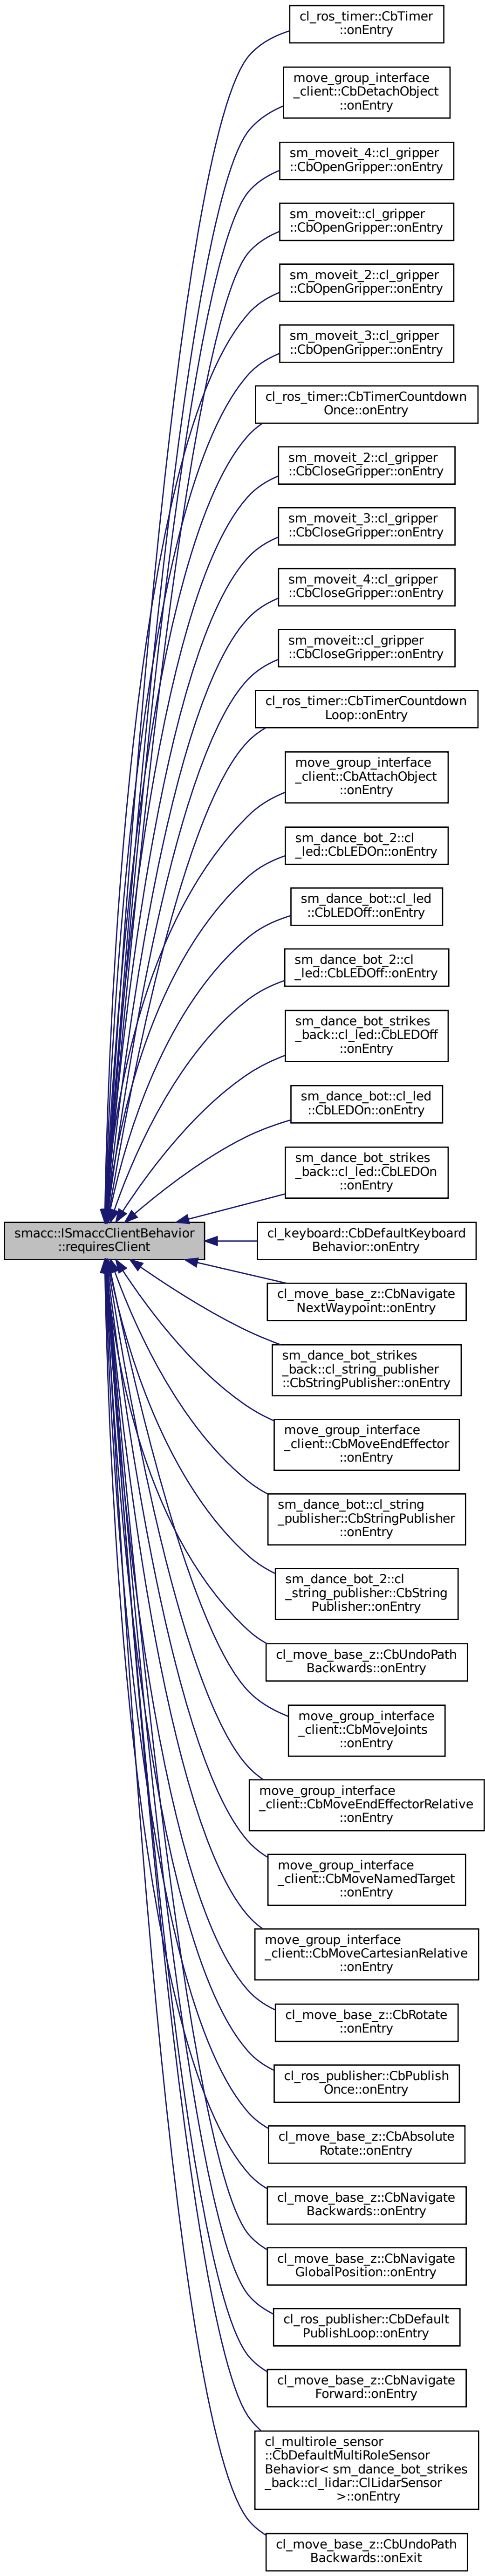 cl_ros_timer::CbTimer
::onEntry
move_group_interface
_client::CbDetachObject
::onEntry
sm_moveit_4::cl_gripper
::CbOpenGripper::onEntry
sm_moveit::cl_gripper
::CbOpenGripper::onEntry
sm_moveit_2::cl_gripper
::CbOpenGripper::onEntry
sm_moveit_3::cl_gripper
::CbOpenGripper::onEntry
cl_ros_timer::CbTimerCountdown
Once::onEntry
sm_moveit_2::cl_gripper
::CbCloseGripper::onEntry
sm_moveit_3::cl_gripper
::CbCloseGripper::onEntry
sm_moveit_4::cl_gripper
::CbCloseGripper::onEntry
sm_moveit::cl_gripper
::CbCloseGripper::onEntry
cl_ros_timer::CbTimerCountdown
Loop::onEntry
move_group_interface
_client::CbAttachObject
::onEntry
sm_dance_bot_2::cl
_led::CbLEDOn::onEntry
sm_dance_bot::cl_led
::CbLEDOff::onEntry
sm_dance_bot_2::cl
_led::CbLEDOff::onEntry
sm_dance_bot_strikes
_back::cl_led::CbLEDOff
::onEntry
sm_dance_bot::cl_led
::CbLEDOn::onEntry
sm_dance_bot_strikes
_back::cl_led::CbLEDOn
::onEntry
smacc::ISmaccClientBehavior
::requiresClient
cl_keyboard::CbDefaultKeyboard
Behavior::onEntry
cl_move_base_z::CbNavigate
NextWaypoint::onEntry
sm_dance_bot_strikes
_back::cl_string_publisher
::CbStringPublisher::onEntry
move_group_interface
_client::CbMoveEndEffector
::onEntry
sm_dance_bot::cl_string
_publisher::CbStringPublisher
::onEntry
sm_dance_bot_2::cl
_string_publisher::CbString
Publisher::onEntry
cl_move_base_z::CbUndoPath
Backwards::onEntry
move_group_interface
_client::CbMoveJoints
::onEntry
move_group_interface
_client::CbMoveEndEffectorRelative
::onEntry
move_group_interface
_client::CbMoveNamedTarget
::onEntry
move_group_interface
_client::CbMoveCartesianRelative
::onEntry
cl_move_base_z::CbRotate
::onEntry
cl_ros_publisher::CbPublish
Once::onEntry
cl_move_base_z::CbAbsolute
Rotate::onEntry
cl_move_base_z::CbNavigate
Backwards::onEntry
cl_move_base_z::CbNavigate
GlobalPosition::onEntry
cl_ros_publisher::CbDefault
PublishLoop::onEntry
cl_move_base_z::CbNavigate
Forward::onEntry
cl_multirole_sensor
::CbDefaultMultiRoleSensor
Behavior< sm_dance_bot_strikes
_back::cl_lidar::ClLidarSensor
>::onEntry
cl_move_base_z::CbUndoPath
Backwards::onExit